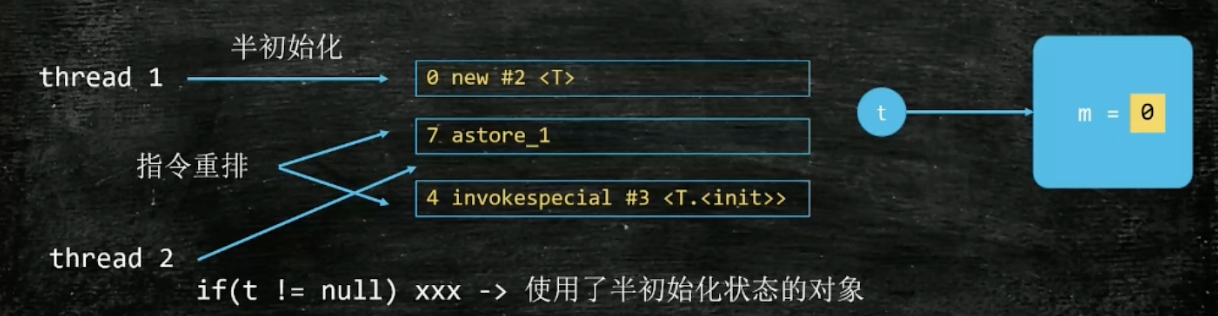 半初始化
thread 1
0 new #2 <T>
t
m = 0
7 astore_1
指令重排
4 invokespecial #3 <T.<init>>
thread 2
if(t != null) xxx -> 使用了半初始化状态的对象